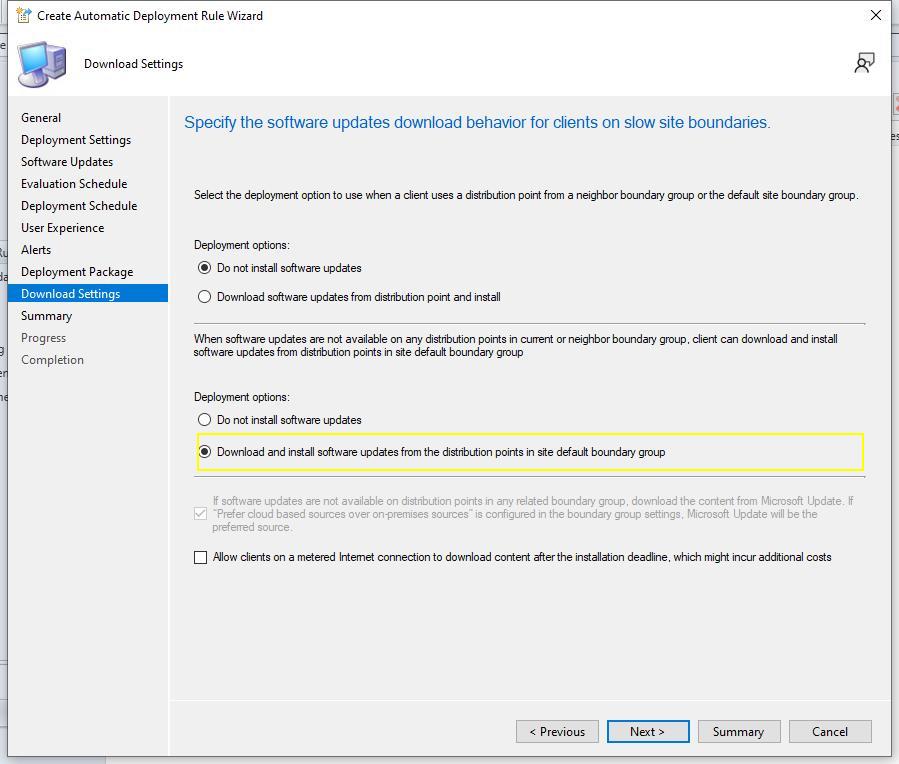 Create Automatic Deployment Rule Wizard
Download Settings
General
Deployment Settings
Software Updates
Evaluation Schedule
Deployment Schedule
User Experience
Alerts
Deployment Package
Download Settings
Summary
Progress
Completion
Specify the software updates download behavior for clients on slow site boundaries.
Select the deployment option to use when a client uses a distribution point from a neighbor boundary group or the default site boundary group.
Deployment options:
Do not install software updates
Download software updates from distribution point and install
When software updates are not available on any distribution points in current or neighbor boundary group, client can download and install
software updates from distribution points in site default boundary group
Deployment options:
Do not install software updates
Download and install software updates from the distribution points in site default boundary group
If software updates are not available on distribution points in any related boundary group, download the content from Microsoft Update. If
"Prefer cloud based sources over on-premises sources" is configured in the boundary group settings, Microsoft Update will be the
preferred source.
Allow clients on a metered Internet connection to download content after the installation deadline, which might incur additional costs
< Previous
Next >
Summary
Cancel